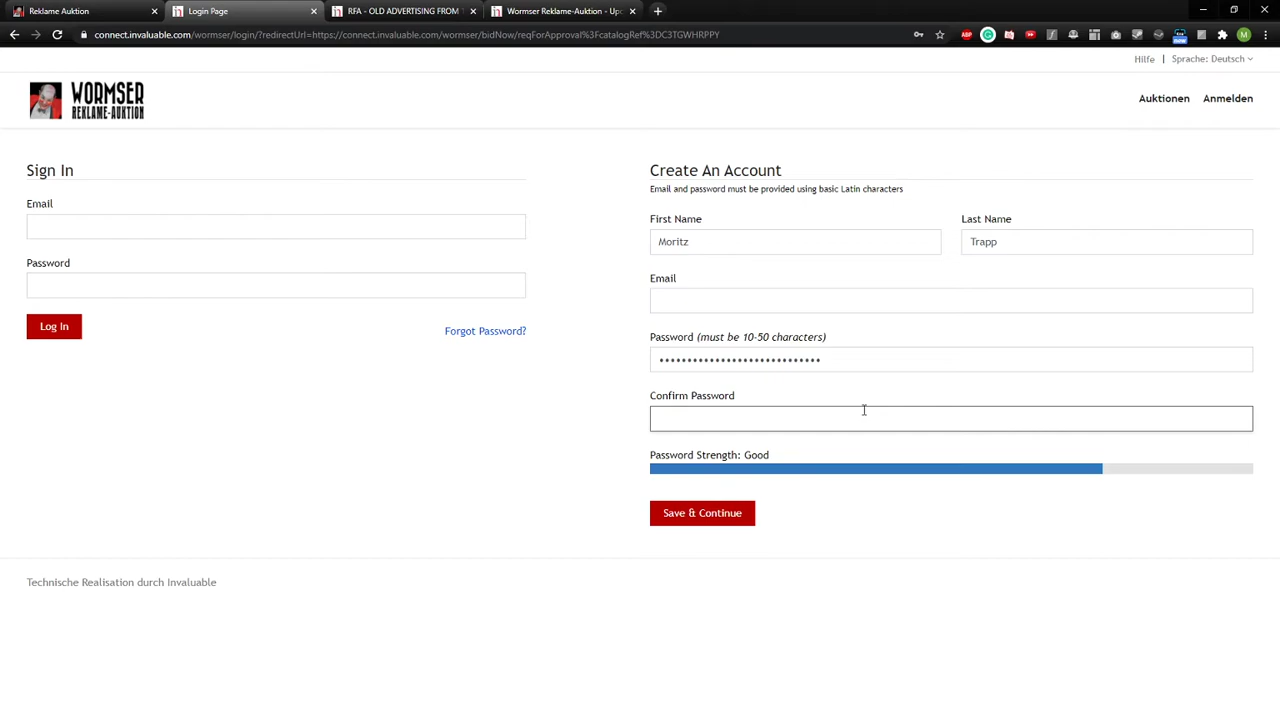 Reklame Auktion
Login Page
RFA - OLD ADVERTISING FROM
Wormser Reklame-Auktion - Up
connect.invaluable.com/wormser/login/?redirectUrl=https://connect.invaluable.com/wormser/bidNow/reqForApproval%3FcatalogRef%3DC3TGWHRPPY
Hilfe | Sprache: Deutsch
WORMSER
REKLAME-AUKTION
Auktionen Anmelden
Sign In
Email
Password
Log In
Forgot Password?
Create An Account
Email and password must be provided using basic Latin characters
First Name Last Name
Moritz Trapp
Email
Password (must be 10-50 characters)
Confirm Password
Password Strength: Good
Save & Continue
Technische Realisation durch Invaluable